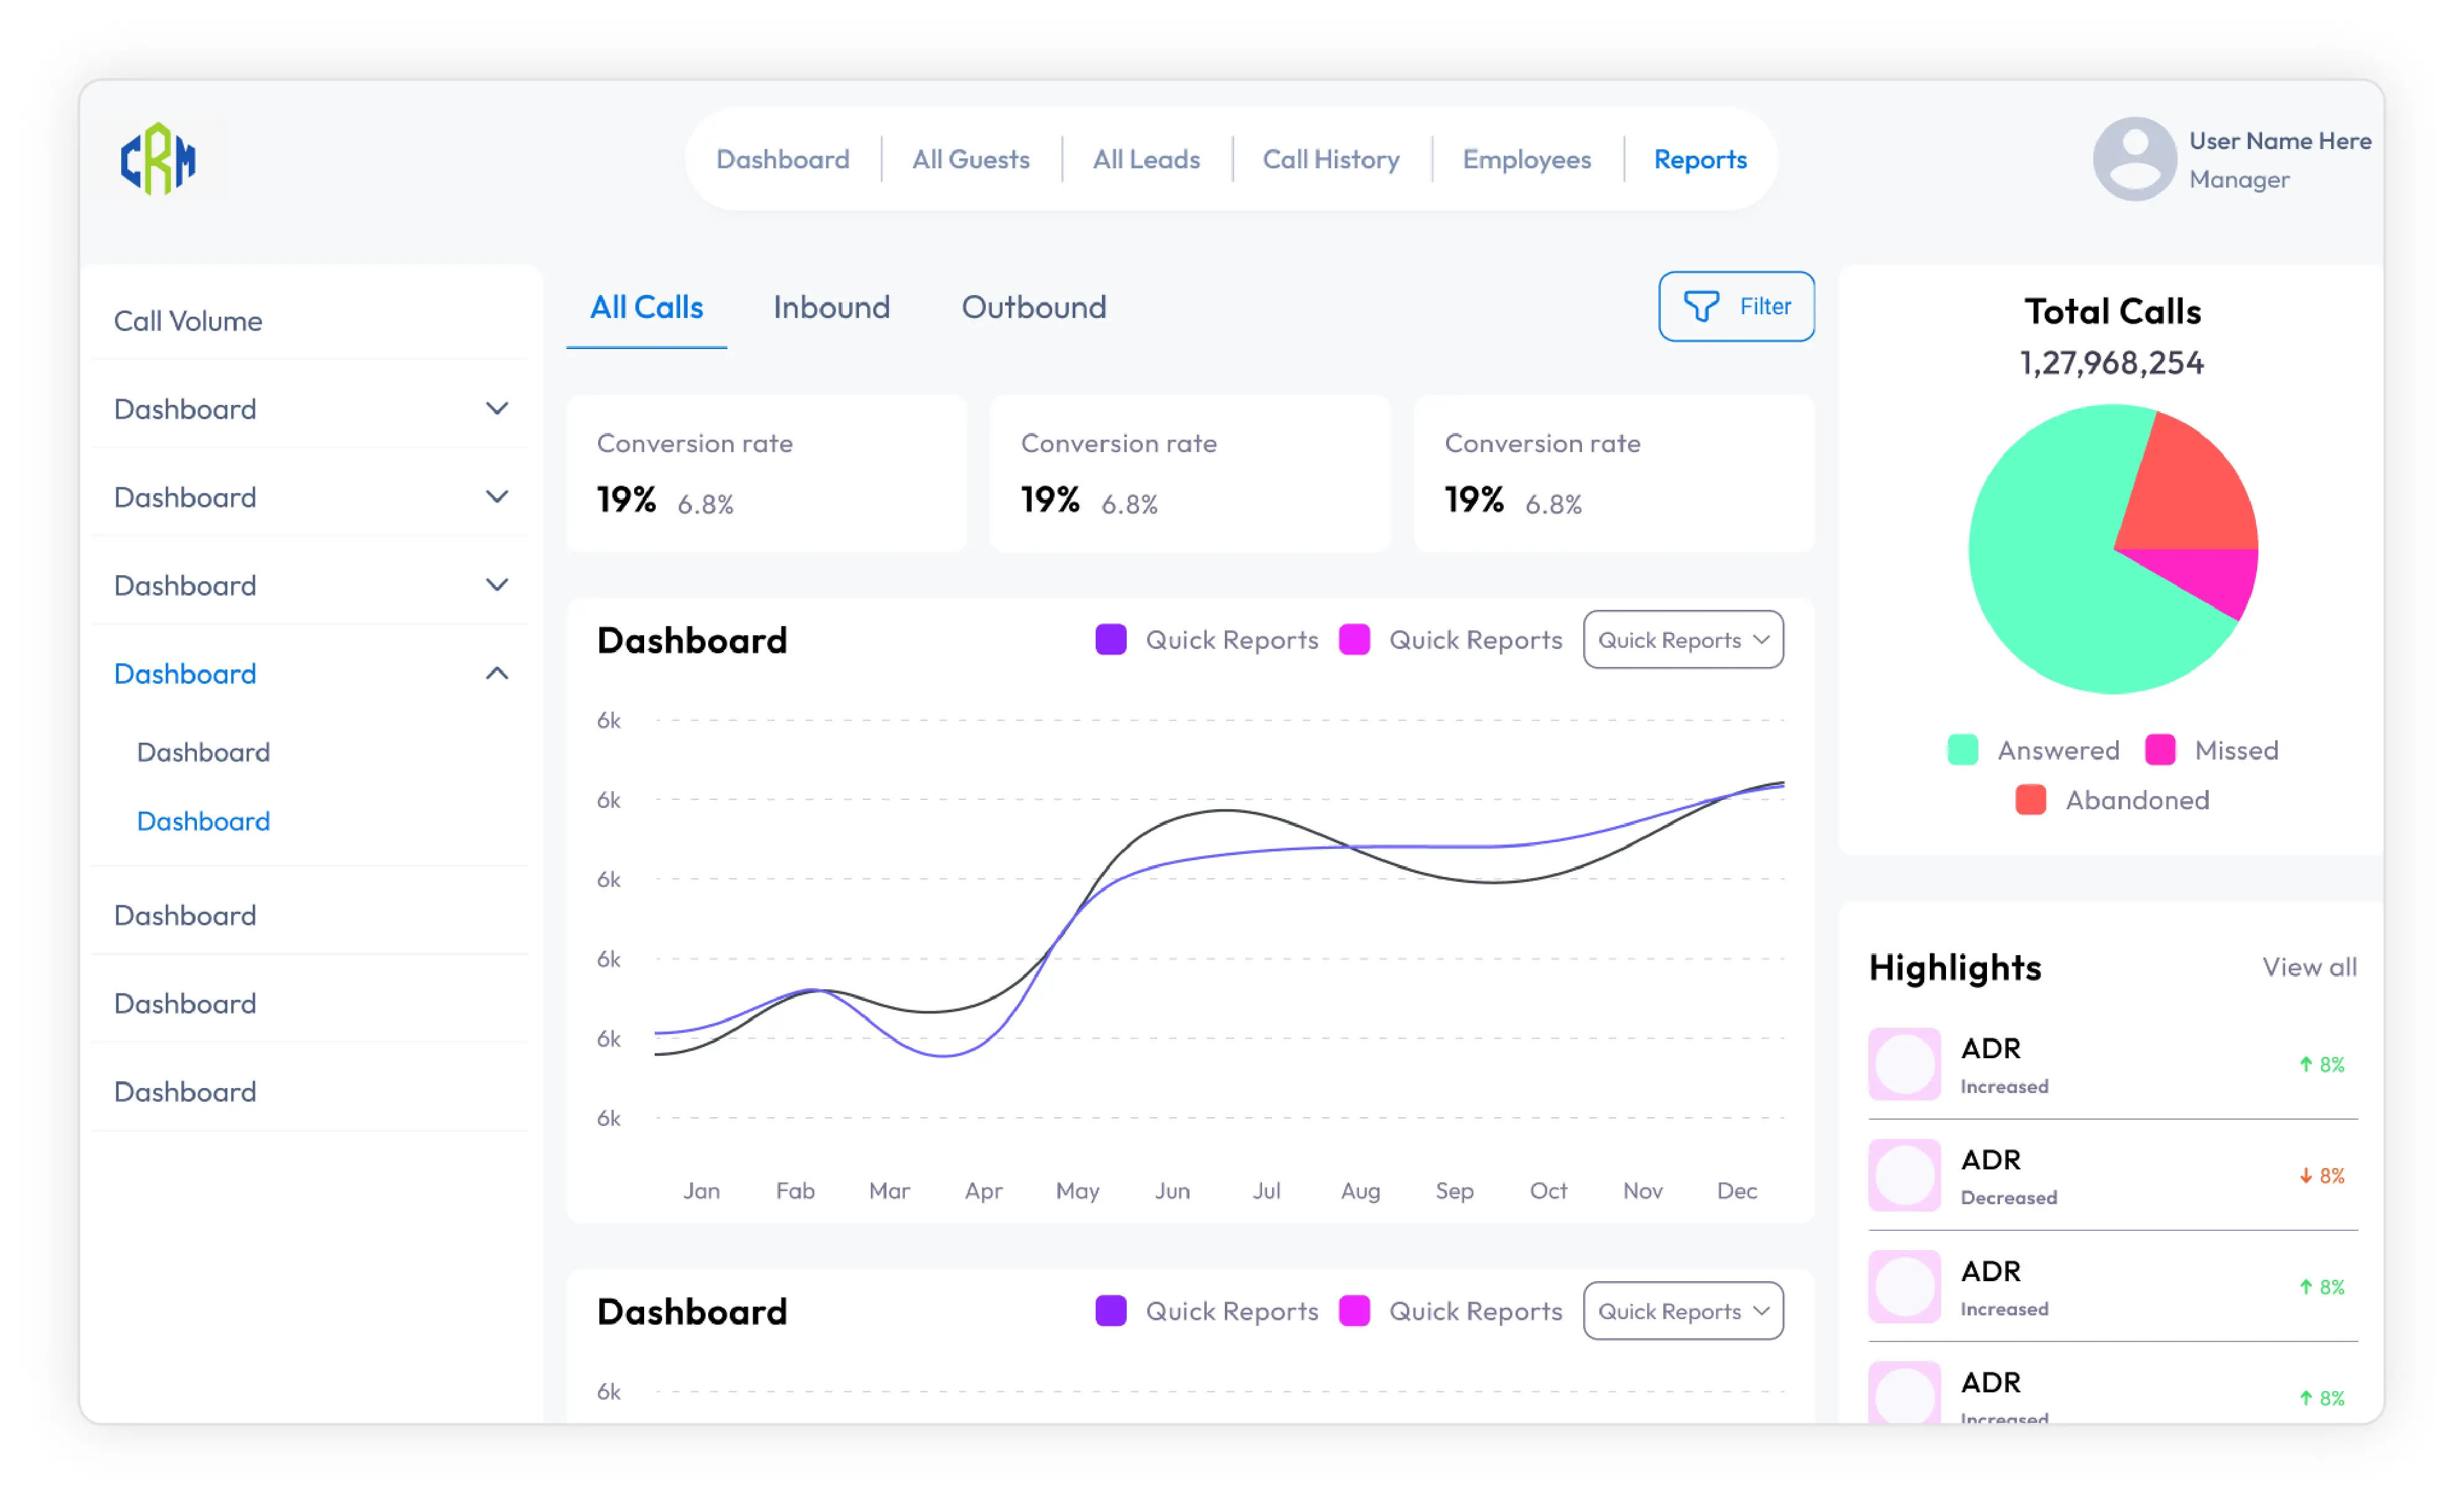 CRM
Dashboard
All Guests
All Leads
Call History
Employees
Reports
User Name Here
Manager
Call Volume
Dashboard
Dashboard
Dashboard
Dashboard
Dashboard
Dashboard
Dashboard
Dashboard
Dashboard
All Calls
Inbound
Outbound
Filter
Conversion rate
19% 6.8%
Conversion rate
19% 6.8%
Conversion rate
19% 6.8%
Dashboard
Quick Reports
Quick Reports
Quick Reports
6k
6k
6k
6k
6k
6k
Jan Fab Mar Apr May Jun Jul Aug Sep Oct Nov Dec
Dashboard
Quick Reports
Quick Reports
Quick Reports
6k
Total Calls
1,27,968,254
Answered
Missed
Abandoned
Highlights
View all
ADR
Increased
↑ 8%
ADR
Decreased
↓ 8%
ADR
Increased
↑ 8%
ADR
Increased
↑ 8%